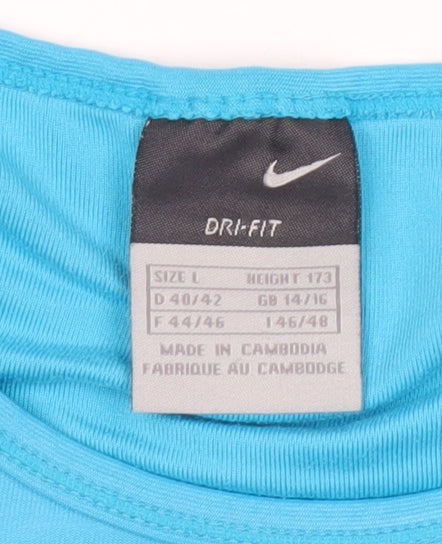 DRI-FIT
SIZE L HEIGHT 173
D 40/42 GB 14/16
F 44/46 I 46/48
MADE IN CAMBODIA
FABRIQUE AU CAMBODGE